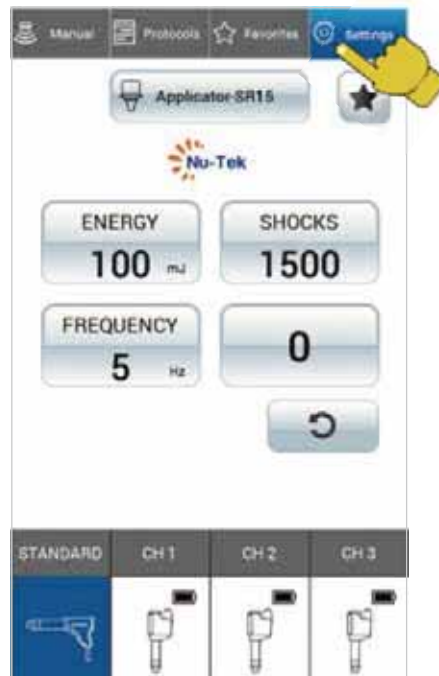 Manual Protocols Favorites Settings
Applicator-SR15
Nu-Tek
ENERGY SHOCKS
100 mJ 1500
FREQUENCY
5 Hz 0
STANDARD CH 1 CH 2 CH 3